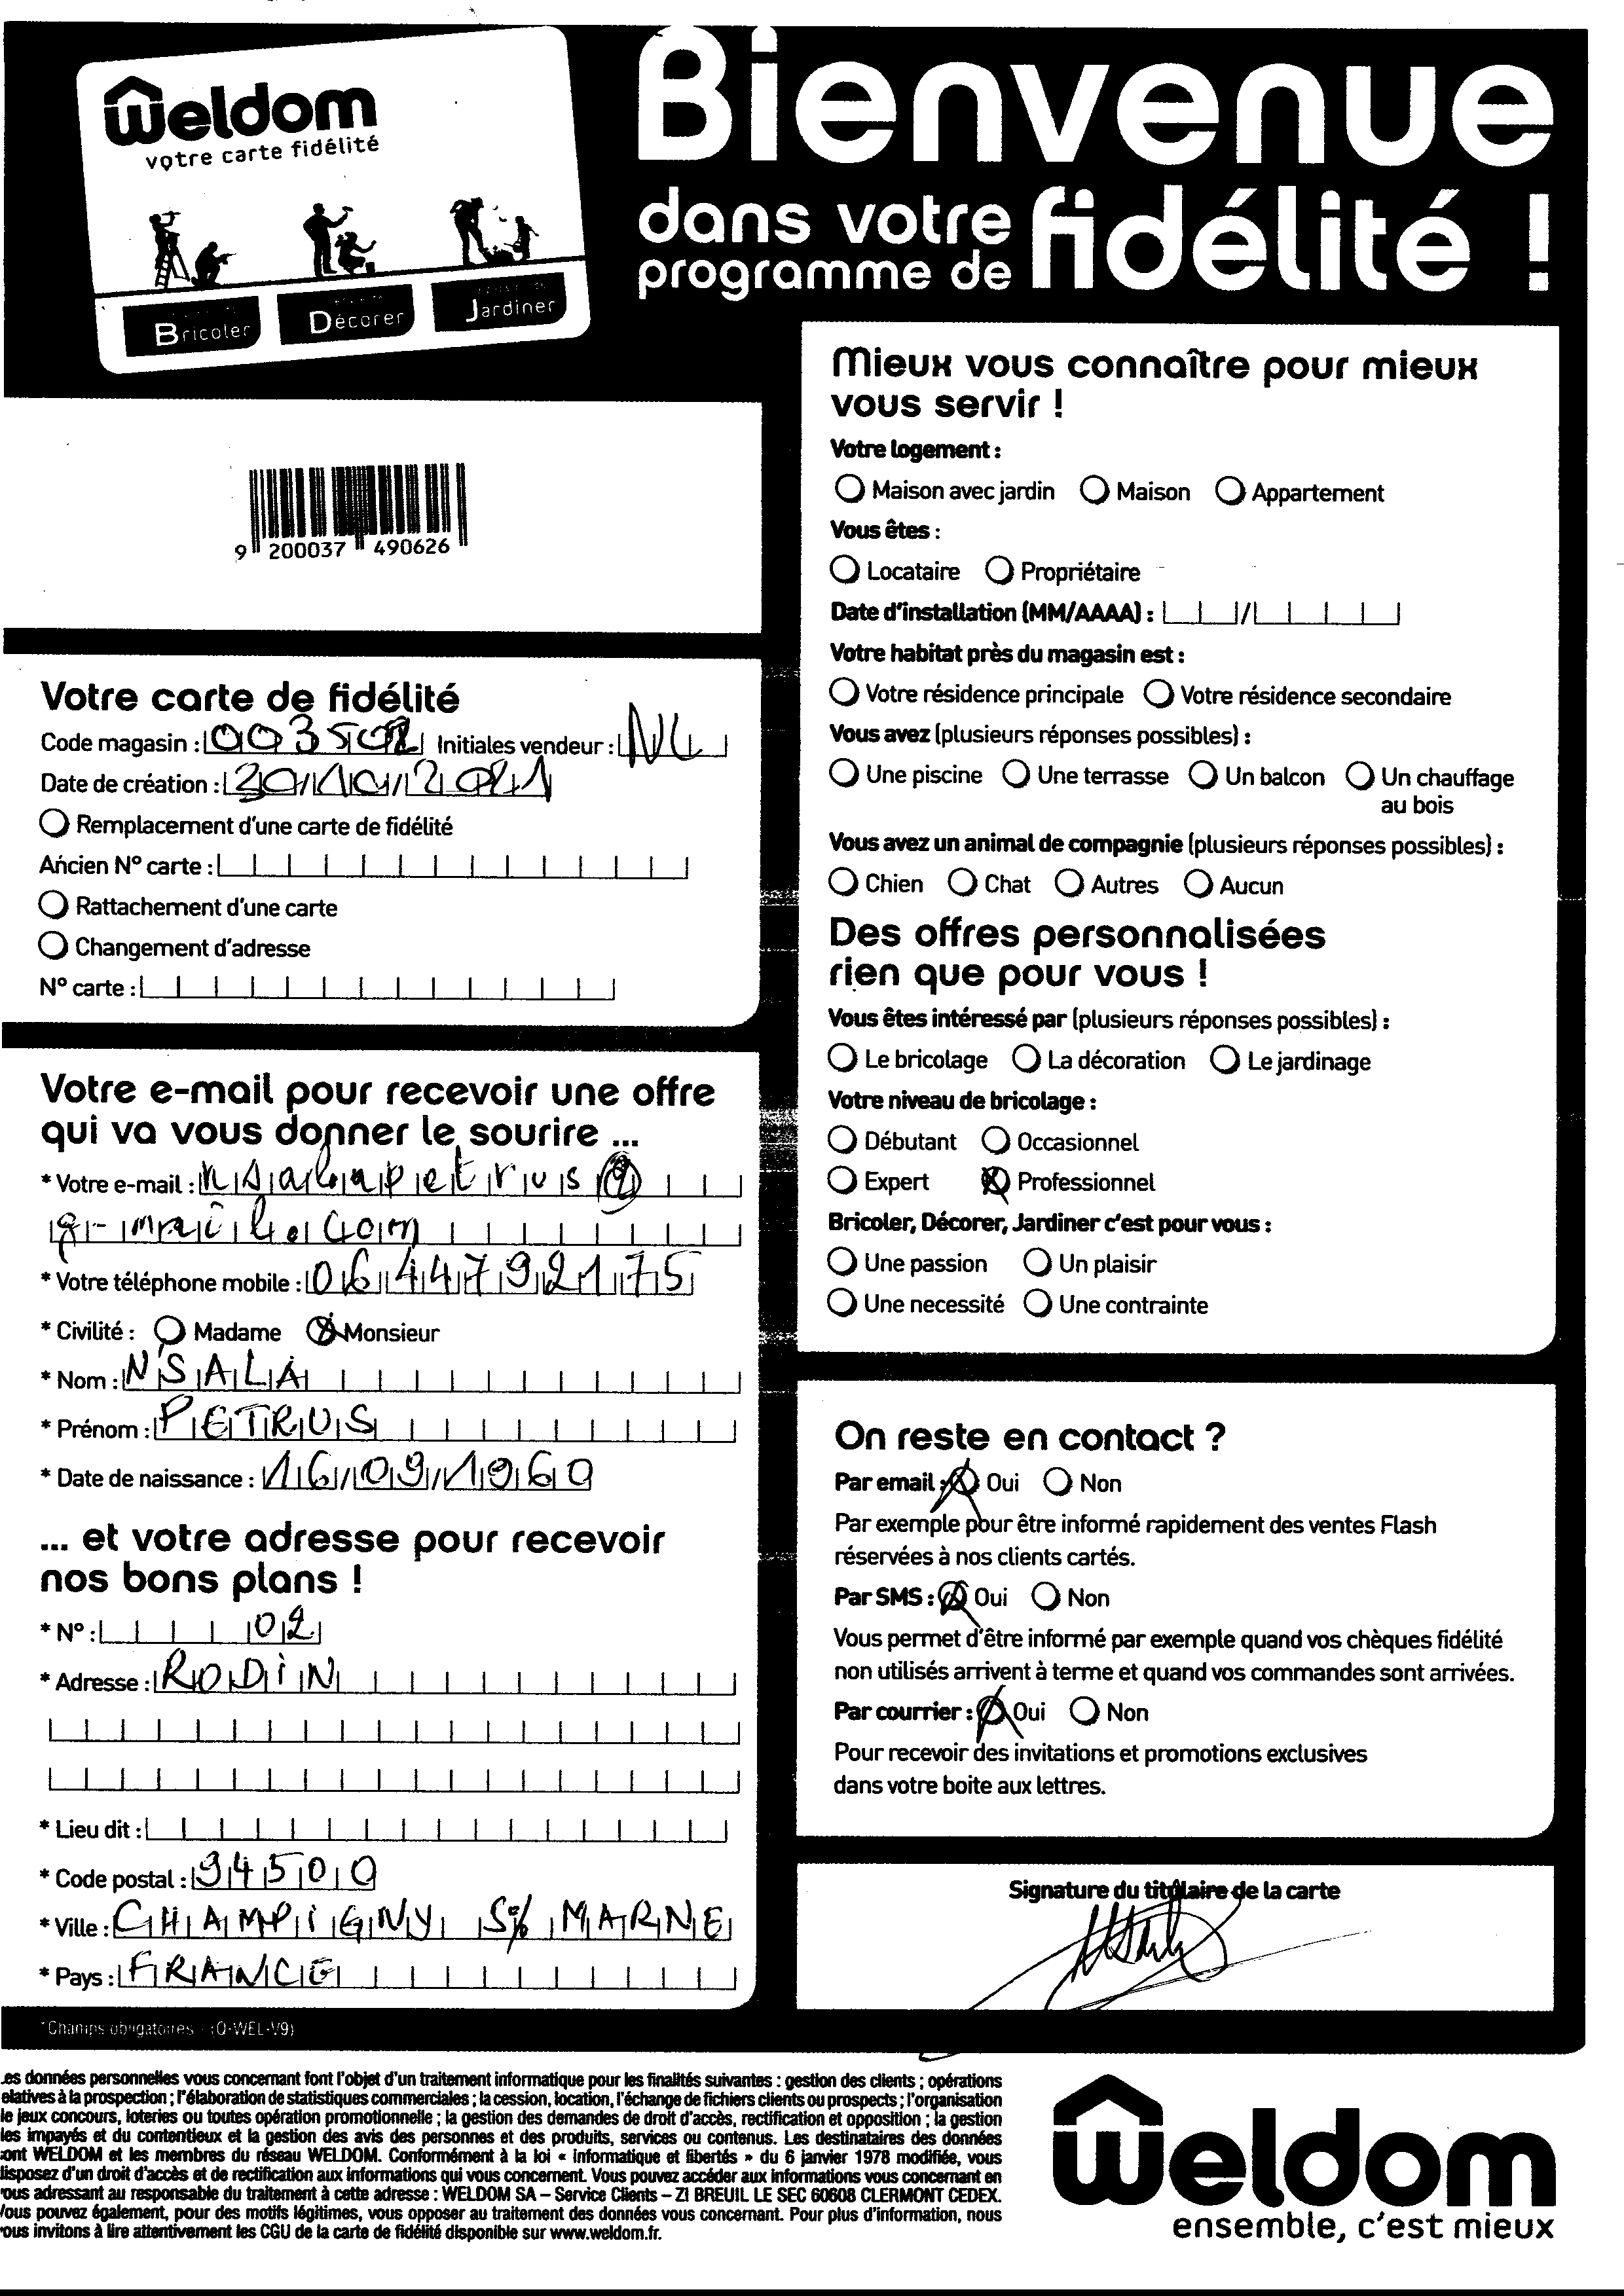 Weldom
votre carte fidélité
Bricoler
Décorer
Jardiner
Bienvenue
dans votre
programme de
fidélité !
9 200037 490626
Votre carte de fidélité
Code magasin : 003502 Initiales vendeur : NL
Date de création : 30/10/2021
Remplacement d'une carte de fidélité
Ancien N° carte :
Rattachement d'une carte
Changement d'adresse
N° carte :
Votre e-mail pour recevoir une offre
qui va vous donner le sourire ...
* Votre e-mail : nsalapetrus@
gmail.com
* Votre téléphone mobile : 0644792175
* Civilité : Madame Monsieur
* Nom : NSALA
* Prénom : PETRUS
* Date de naissance : 16/09/1960
... et votre adresse pour recevoir
nos bons plans !
* N° : 02
* Adresse : RODIN
* Lieu dit :
* Code postal : 94500
* Ville : CHAMPIGNY S/ MARNE
* Pays : FRANCE
*Champs obligatoires - (O-WEL-V9)
Mieux vous connaître pour mieux
vous servir !
Votre logement :
Maison avec jardin Maison Appartement
Vous êtes :
Locataire Propriétaire
Date d'installation (MM/AAAA) : /
Votre habitat près du magasin est :
Votre résidence principale Votre résidence secondaire
Vous avez (plusieurs réponses possibles) :
Une piscine Une terrasse Un balcon Un chauffage
au bois
Vous avez un animal de compagnie (plusieurs réponses possibles) :
Chien Chat Autres Aucun
Des offres personnalisées
rien que pour vous !
Vous êtes intéressé par (plusieurs réponses possibles) :
Le bricolage La décoration Le jardinage
Votre niveau de bricolage :
Débutant Occasionnel
Expert Professionnel
Bricoler, Décorer, Jardiner c'est pour vous :
Une passion Un plaisir
Une necessité Une contrainte
On reste en contact ?
Par email : Oui Non
Par exemple pour être informé rapidement des ventes Flash
réservées à nos clients cartés.
Par SMS : Oui Non
Vous permet d'être informé par exemple quand vos chèques fidélité
non utilisés arrivent à terme et quand vos commandes sont arrivées.
Par courrier : Oui Non
Pour recevoir des invitations et promotions exclusives
dans votre boite aux lettres.
Signature du titulaire de la carte
es données personnelles vous concernant font l'objet d'un traitement informatique pour les finalités suivantes : gestion des clients ; opérations
elatives à la prospection ; l'élaboration de statistiques commerciales ; la cession, location, l'échange de fichiers clients ou prospects ; l'organisation
le jeux concours, loteries ou toutes opération promotionnelle ; la gestion des demandes de droit d'accès, rectification et opposition ; la gestion
les impayés et du contentieux et la gestion des avis des personnes et des produits, services ou contenus. Les destinataires des données
ont WELDOM et les membres du réseau WELDOM. Conformément à la loi « informatique et libertés » du 6 janvier 1978 modifiée, vous
lisposez d'un droit d'accès et de rectification aux informations qui vous concernent. Vous pouvez accéder aux informations vous concernant en
ous adressant au responsable du traitement à cette adresse : WELDOM SA – Service Clients – ZI BREUIL LE SEC 60608 CLERMONT CEDEX.
Vous pouvez également, pour des motifs légitimes, vous opposer au traitement des données vous concernant. Pour plus d'information, nous
ous invitons à lire attentivement les CGU de la carte de fidélité disponible sur www.weldom.fr.
Weldom
ensemble, c'est mieux